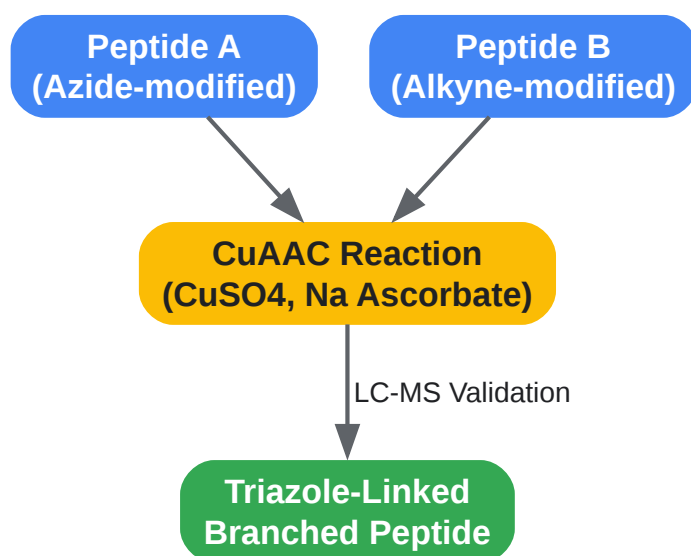 Peptide A
(Azide-modified)
Peptide B
(Alkyne-modified)
CuAAC Reaction
(CuSO4, Na Ascorbate)
LC-MS Validation
Triazole-Linked
Branched Peptide